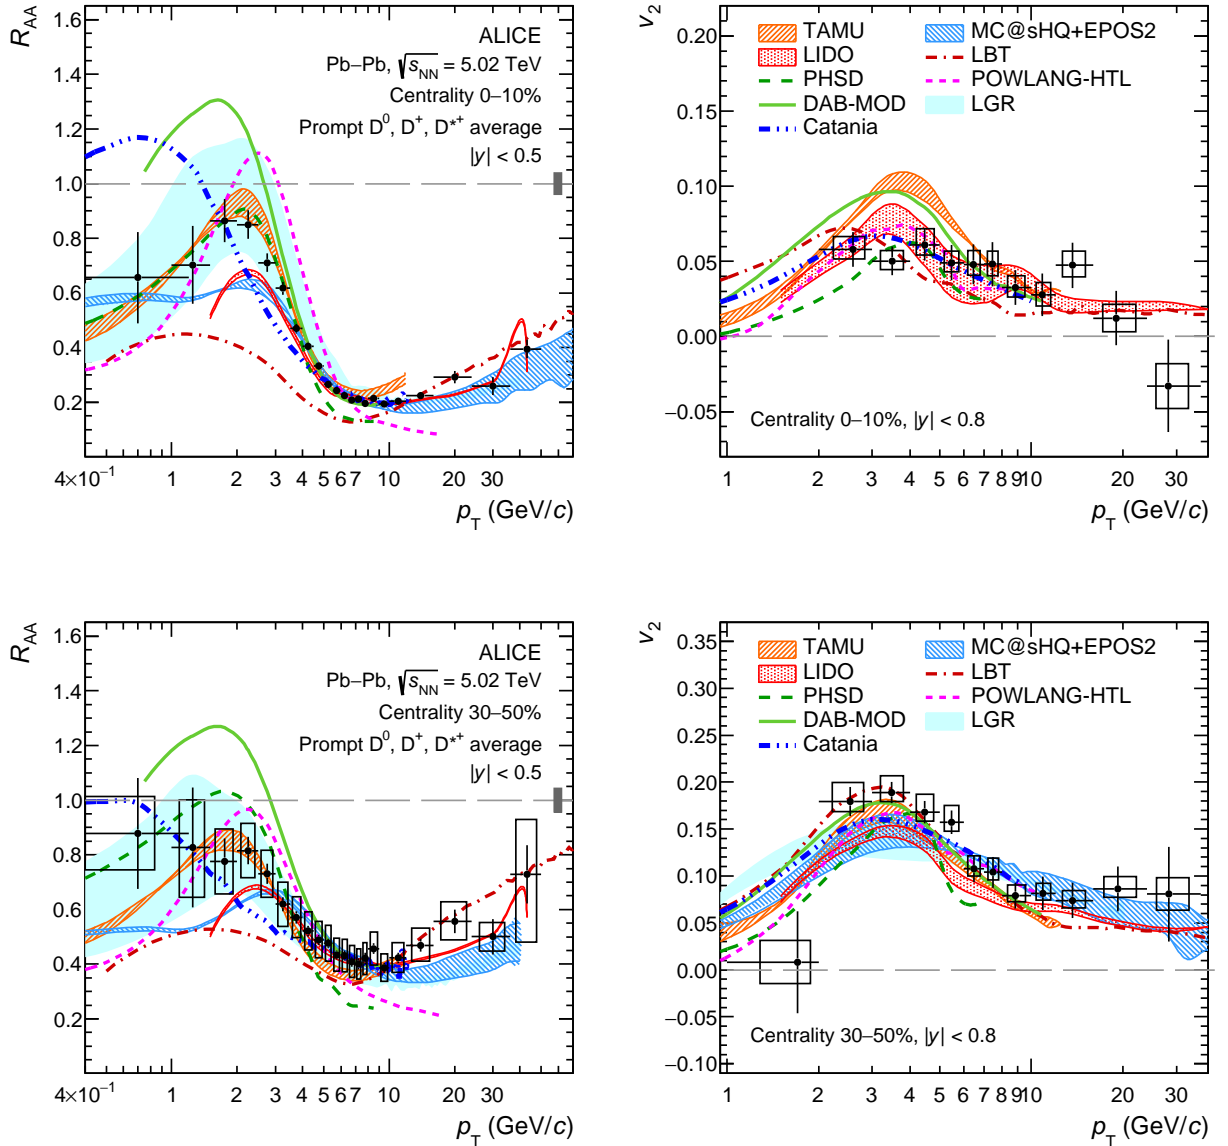 R_AA
1.6
1.4
1.2
1.0
0.8
0.6
0.4
0.2
ALICE
Pb−Pb, √s_NN = 5.02 TeV
Centrality 0−10%
Prompt D⁰, D⁺, D*⁺ average
|y| < 0.5
4×10⁻¹ 1 2 3 4 5 6 7 10 20 30
p_T (GeV/c)
v₂
0.20
0.15
0.10
0.05
0.00
−0.05
TAMU
LIDO
PHSD
DAB-MOD
Catania
MC@sHQ+EPOS2
LBT
POWLANG-HTL
LGR
Centrality 0−10%, |y| < 0.8
1 2 3 4 5 6 7 8 9 10 20 30
p_T (GeV/c)
R_AA
1.6
1.4
1.2
1.0
0.8
0.6
0.4
0.2
ALICE
Pb−Pb, √s_NN = 5.02 TeV
Centrality 30−50%
Prompt D⁰, D⁺, D*⁺ average
|y| < 0.5
4×10⁻¹ 1 2 3 4 5 6 7 10 20 30
p_T (GeV/c)
v₂
0.35
0.30
0.25
0.20
0.15
0.10
0.05
0.00
−0.05
−0.10
TAMU
LIDO
PHSD
DAB-MOD
Catania
MC@sHQ+EPOS2
LBT
POWLANG-HTL
LGR
Centrality 30−50%, |y| < 0.8
1 2 3 4 5 6 7 8 9 10 20 30
p_T (GeV/c)